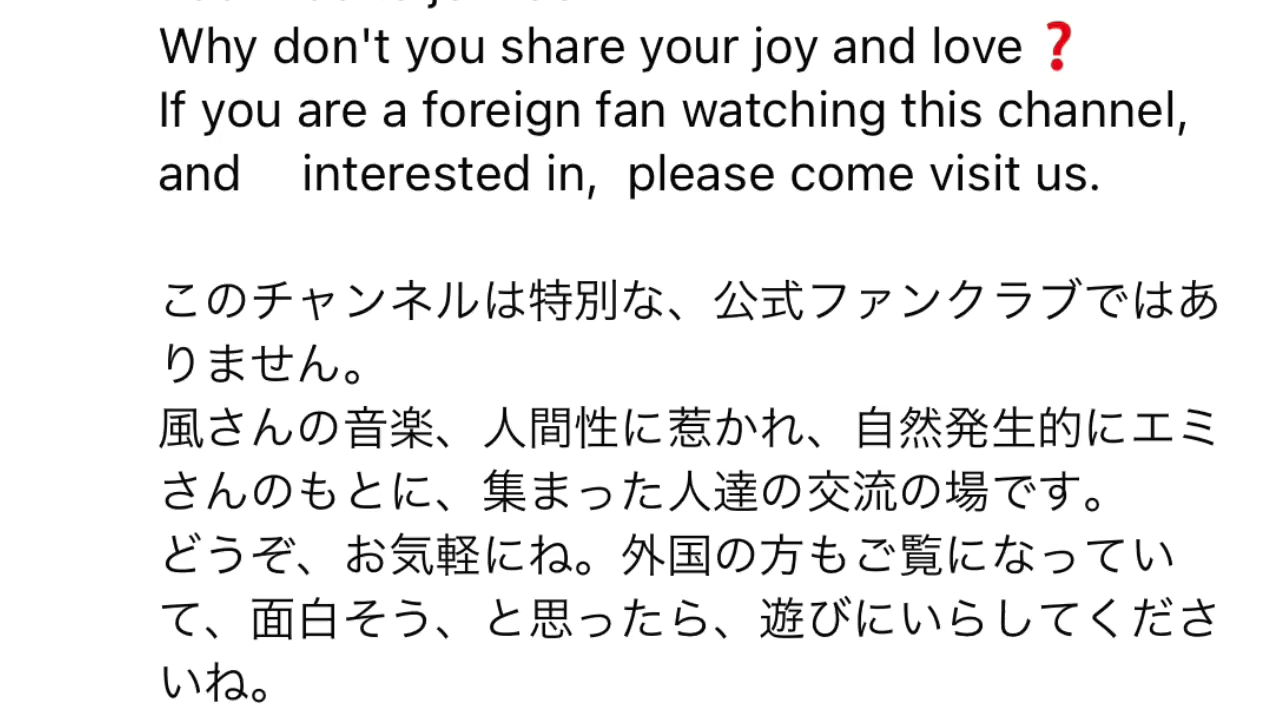 Why don't you share your joy and love ❓
If you are a foreign fan watching this channel,
and　interested in,  please come visit us.
このチャンネルは特別な、公式ファンクラブではあ
りません。
風さんの音楽、人間性に惹かれ、自然発生的にエミ
さんのもとに、集まった人達の交流の場です。
どうぞ、お気軽にね。外国の方もご覧になってい
て、面白そう、と思ったら、遊びにいらしてくださ
いね。